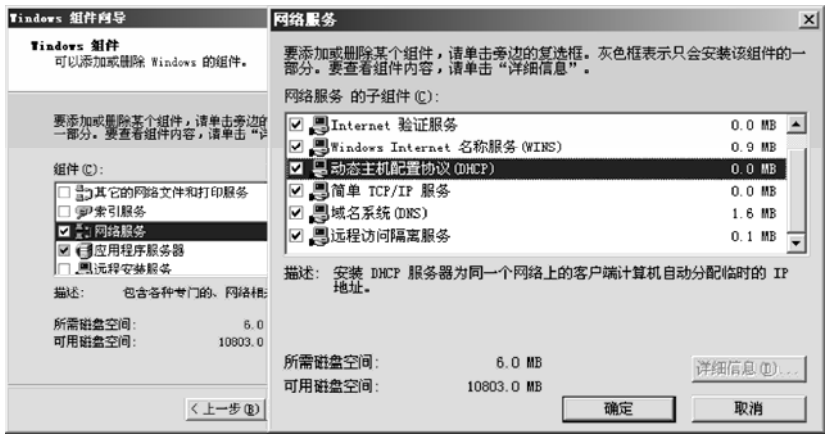 Windows 组件向导
Windows 组件
可以添加或删除 Windows 的组件。
要添加或删除某个组件，请单击旁边的
一部分。要查看组件内容，请单击“详
组件(C):
其它的网络文件和打印服务
索引服务
网络服务
应用程序服务器
远程安装服务
描述: 包含各种专门的、网络相
所需磁盘空间: 6.0
可用磁盘空间: 10803.0
<上一步(B)
网络服务
要添加或删除某个组件，请单击旁边的复选框。灰色框表示只会安装该组件的一
部分。要查看组件内容，请单击“详细信息”。
网络服务 的子组件(C):
Internet 验证服务 0.0 MB
Windows Internet 名称服务(WINS) 0.9 MB
动态主机配置协议(DHCP) 0.0 MB
简单 TCP/IP 服务 0.0 MB
域名系统(DNS) 1.6 MB
远程访问隔离服务 0.1 MB
描述: 安装 DHCP 服务器为同一个网络上的客户端计算机自动分配临时的 IP
地址。
所需磁盘空间: 6.0 MB
可用磁盘空间: 10803.0 MB
详细信息(D)...
确定
取消